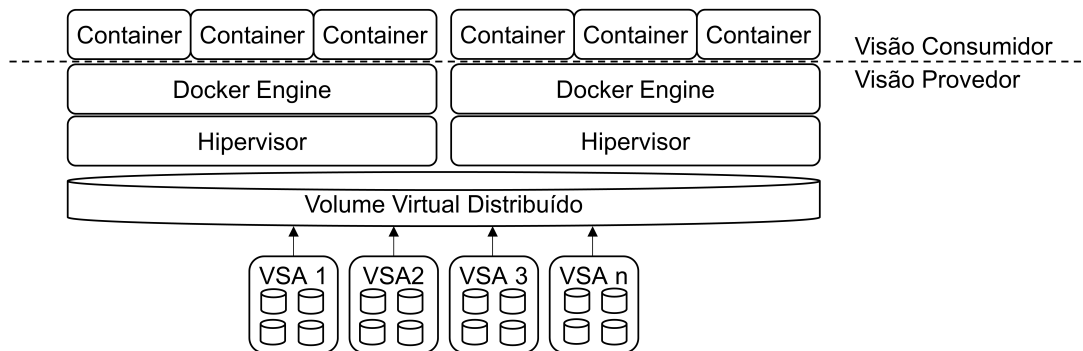 Container Container Container Container Container Container
Visão Consumidor
Visão Provedor
Docker Engine Docker Engine
Hipervisor Hipervisor
Volume Virtual Distribuído
VSA 1 VSA2 VSA 3 VSA n